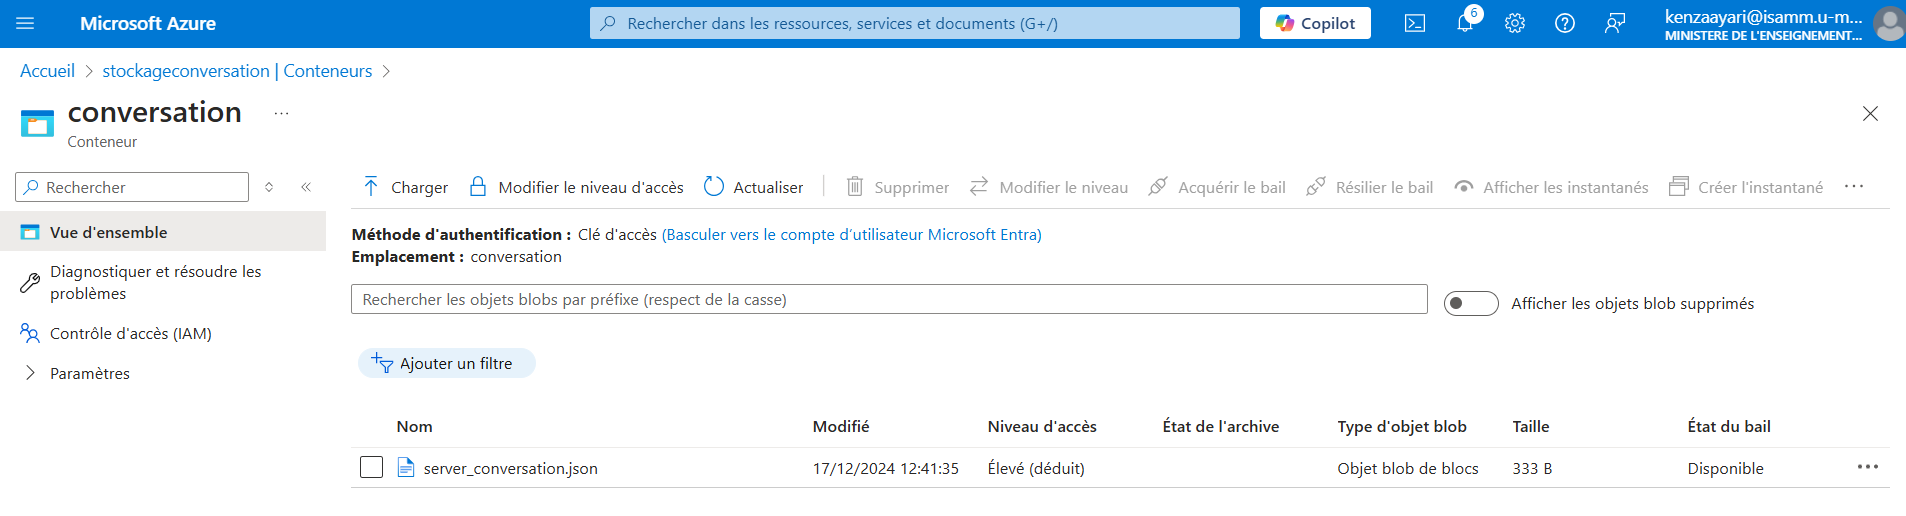 Microsoft Azure
Rechercher dans les ressources, services et documents (G+/)
Copilot
6
kenzaayari@isamm.u-m...
MINISTERE DE L'ENSEIGNEMENT...
Accueil > stockageconversation | Conteneurs >
conversation ...
Conteneur
Rechercher
Charger
Modifier le niveau d'accès
Actualiser
Supprimer
Modifier le niveau
Acquérir le bail
Résilier le bail
Afficher les instantanés
Créer l'instantané
...
Vue d'ensemble
Diagnostiquer et résoudre les
problèmes
Contrôle d'accès (IAM)
Paramètres
Méthode d'authentification : Clé d'accès (Basculer vers le compte d'utilisateur Microsoft Entra)
Emplacement : conversation
Rechercher les objets blobs par préfixe (respect de la casse)
Afficher les objets blob supprimés
Ajouter un filtre
Nom Modifié Niveau d'accès État de l'archive Type d'objet blob Taille État du bail
server_conversation.json 17/12/2024 12:41:35 Élevé (déduit) Objet blob de blocs 333 B Disponible ...